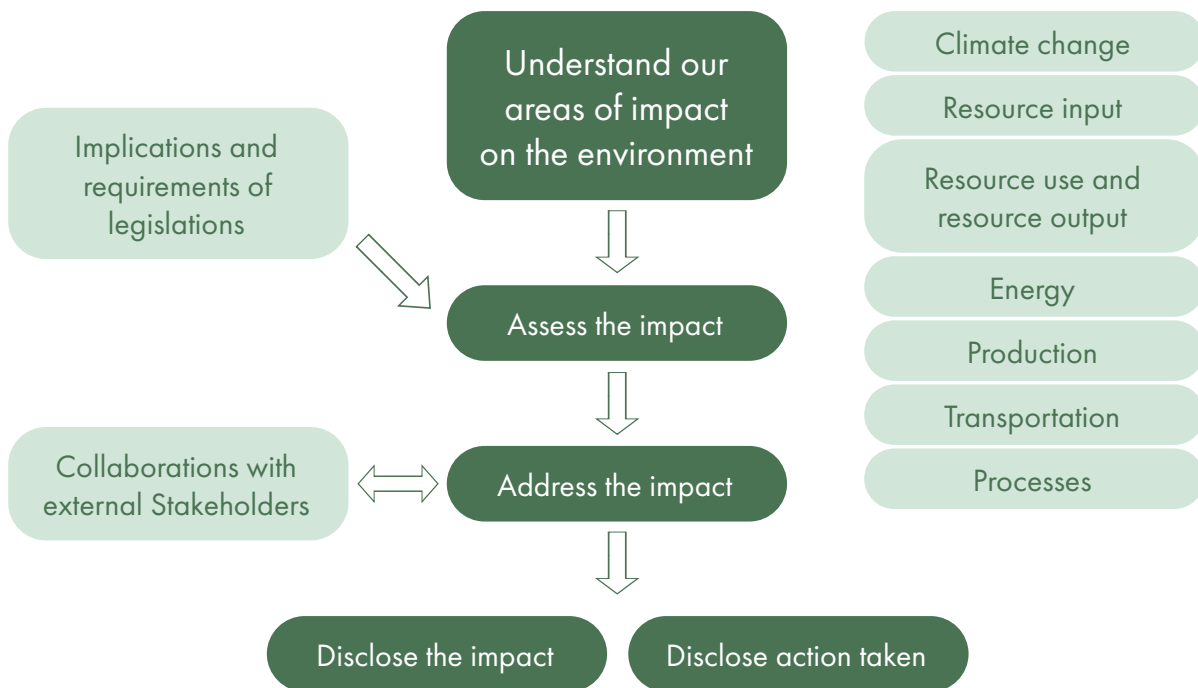 Understand our
areas of impact
on the environment
Implications and
requirements of
legislations
Assess the impact
Collaborations with
external Stakeholders
Address the impact
Disclose the impact
Disclose action taken
Climate change
Resource input
Resource use and
resource output
Energy
Production
Transportation
Processes